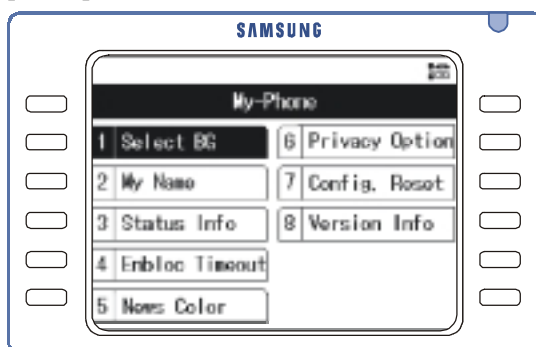 SAMSUNG
My-Phone
1 Select BG
2 My Name
3 Status Info
4 Enbloc Timeout
5 News Color
6 Privacy Option
7 Config. Reset
8 Version Info